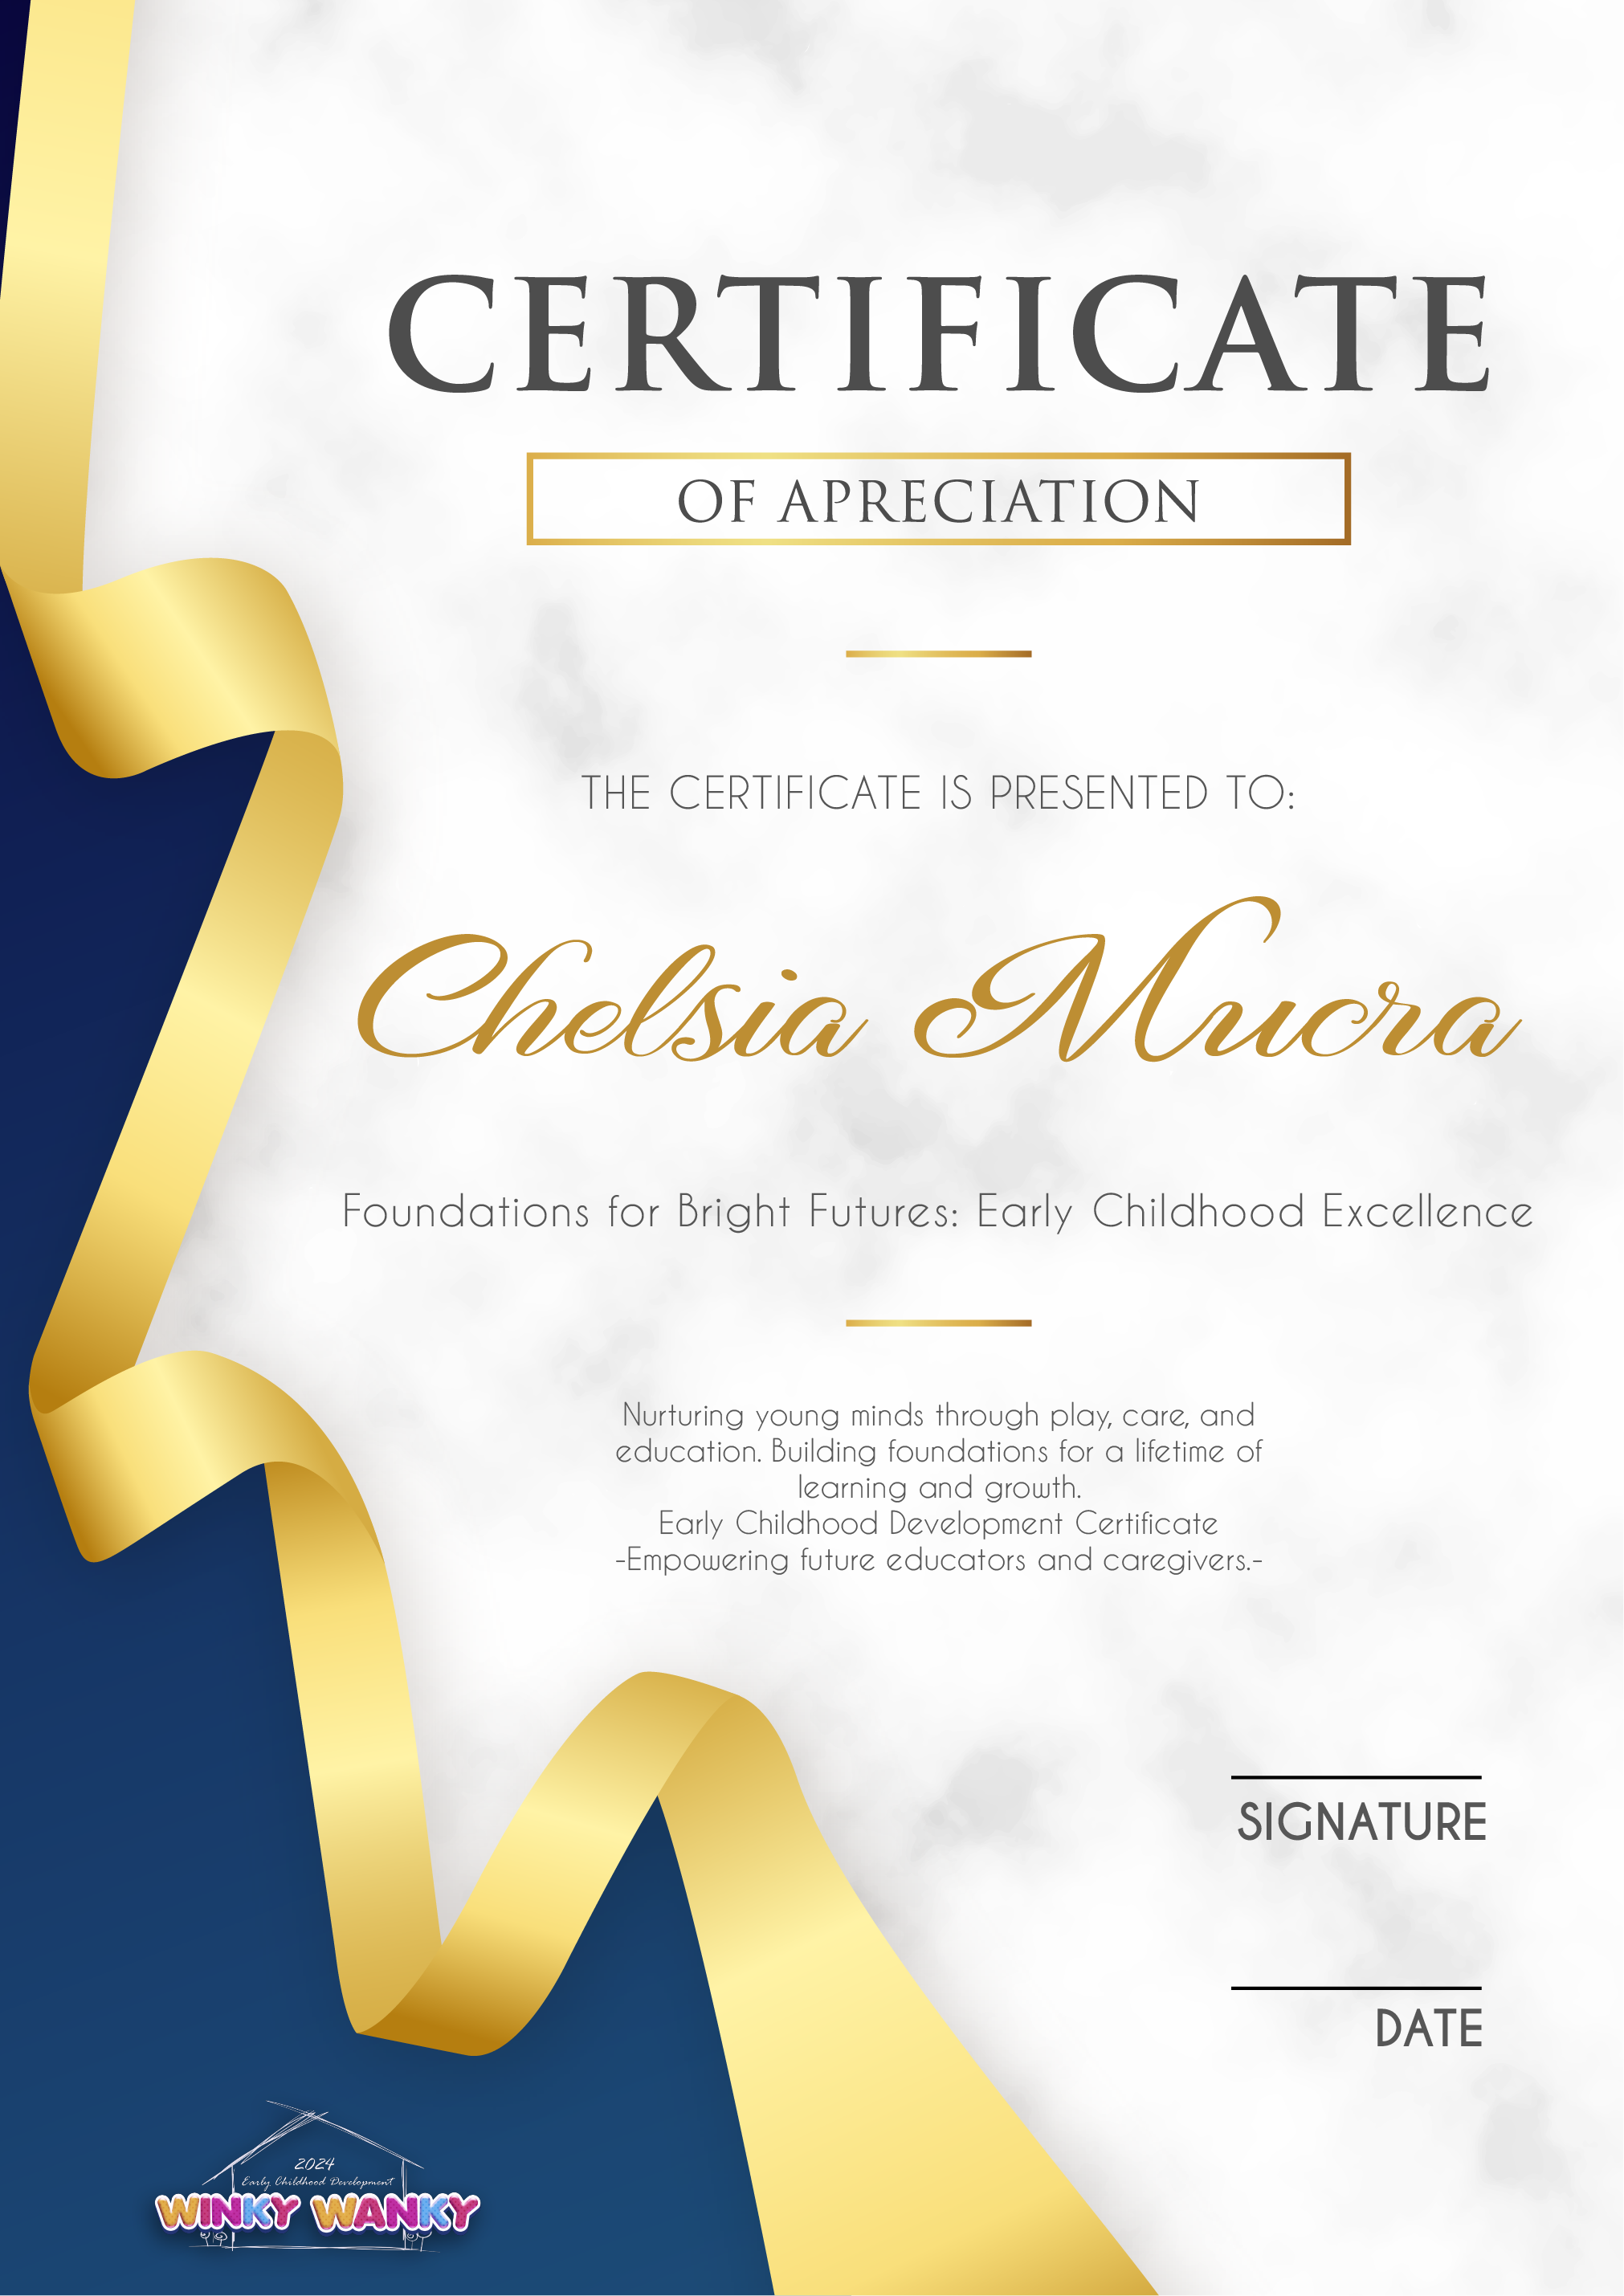 CERTIFICATE
OF APRECIATION
THE CERTIFICATE IS PRESENTED TO:
Chelsia Mucra
Foundations for Bright Futures: Early Childhood Excellence
Nurturing young minds through play, care, and
education. Building foundations for a lifetime of
learning and growth.
Early Childhood Development Certificate
-Empowering future educators and caregivers.-
SIGNATURE
DATE
2024
Early Childhood Development
WINKY WANKY